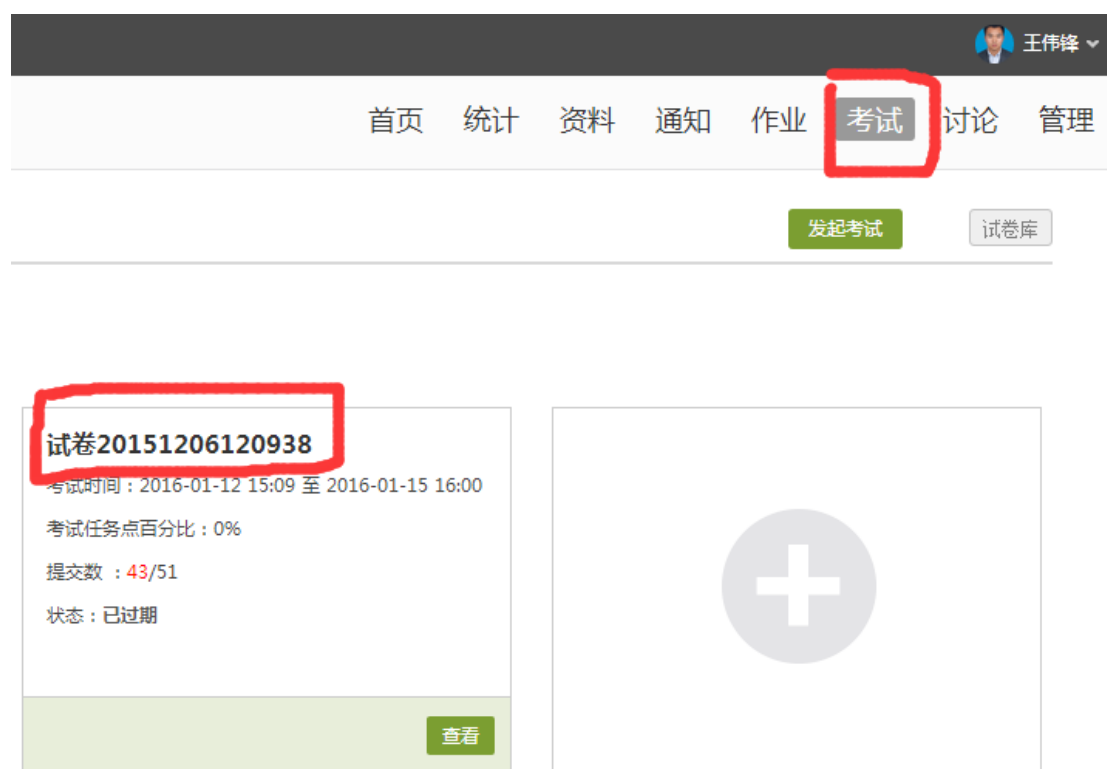 王伟锋
首页 统计 资料 通知 作业 考试 讨论 管理
发起考试 试卷库
试卷20151206120938
考试时间：2016-01-12 15:09 至 2016-01-15 16:00
考试任务点百分比：0%
提交数 ：43/51
状态：已过期
查看